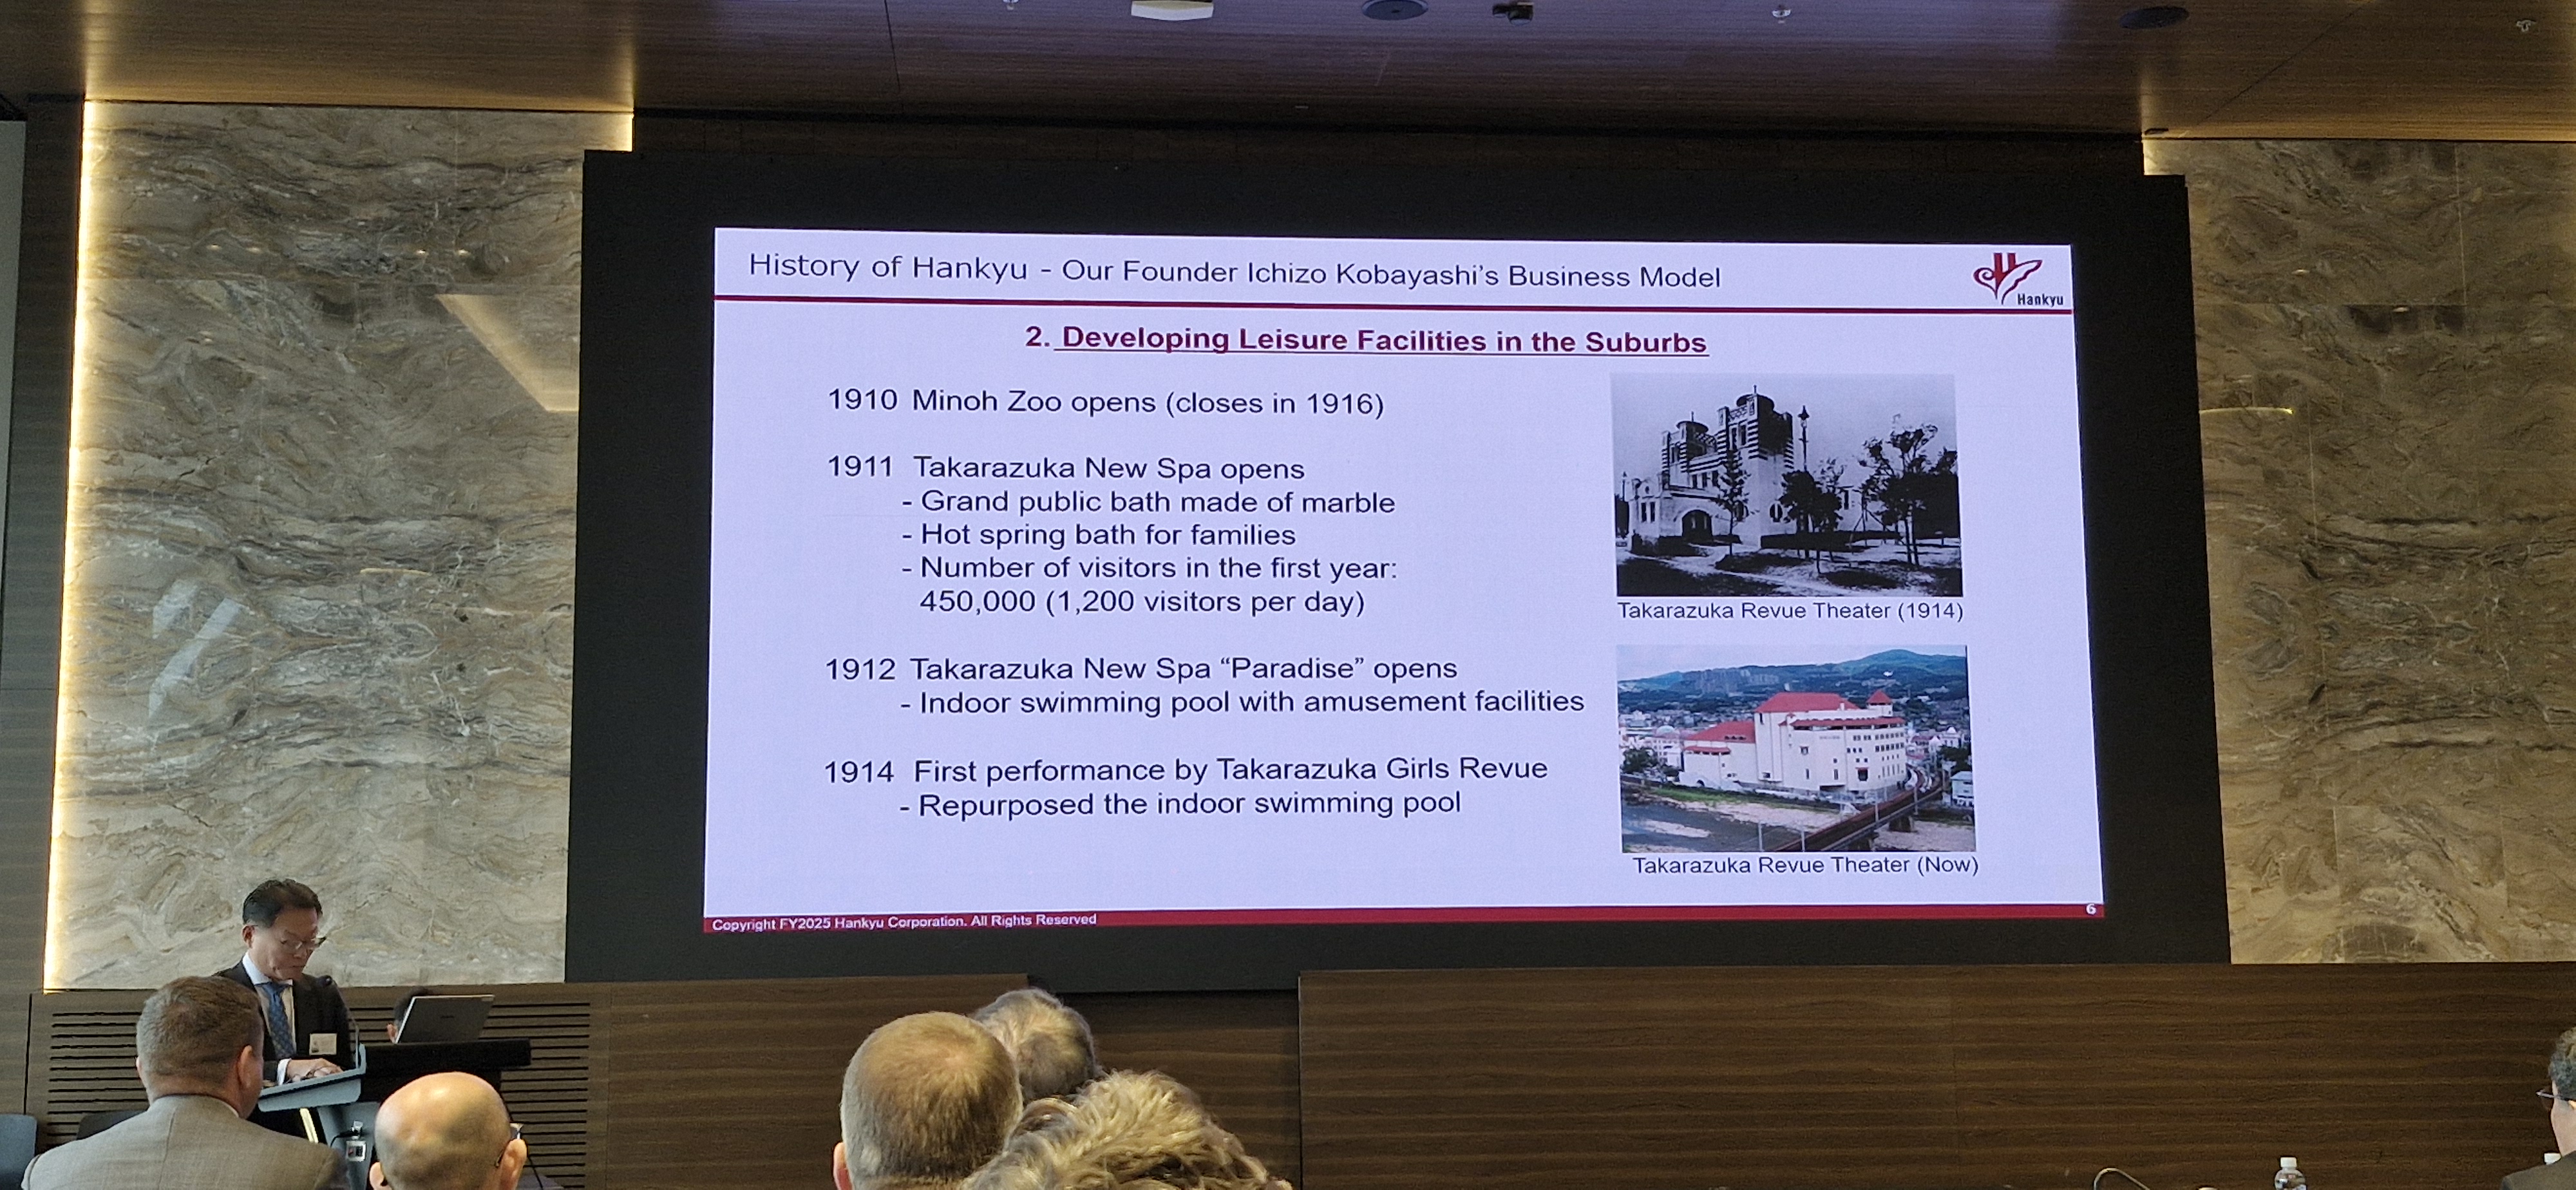 History of Hankyu - Our Founder Ichizo Kobayashi's Business Model
Hankyu
2. Developing Leisure Facilities in the Suburbs
1910 Minoh Zoo opens (closes in 1916)
1911 Takarazuka New Spa opens
- Grand public bath made of marble
- Hot spring bath for families
- Number of visitors in the first year:
450,000 (1,200 visitors per day)
1912 Takarazuka New Spa “Paradise” opens
- Indoor swimming pool with amusement facilities
1914 First performance by Takarazuka Girls Revue
- Repurposed the indoor swimming pool
Takarazuka Revue Theater (1914)
Takarazuka Revue Theater (Now)
Copyright FY2025 Hankyu Corporation. All Rights Reserved
6